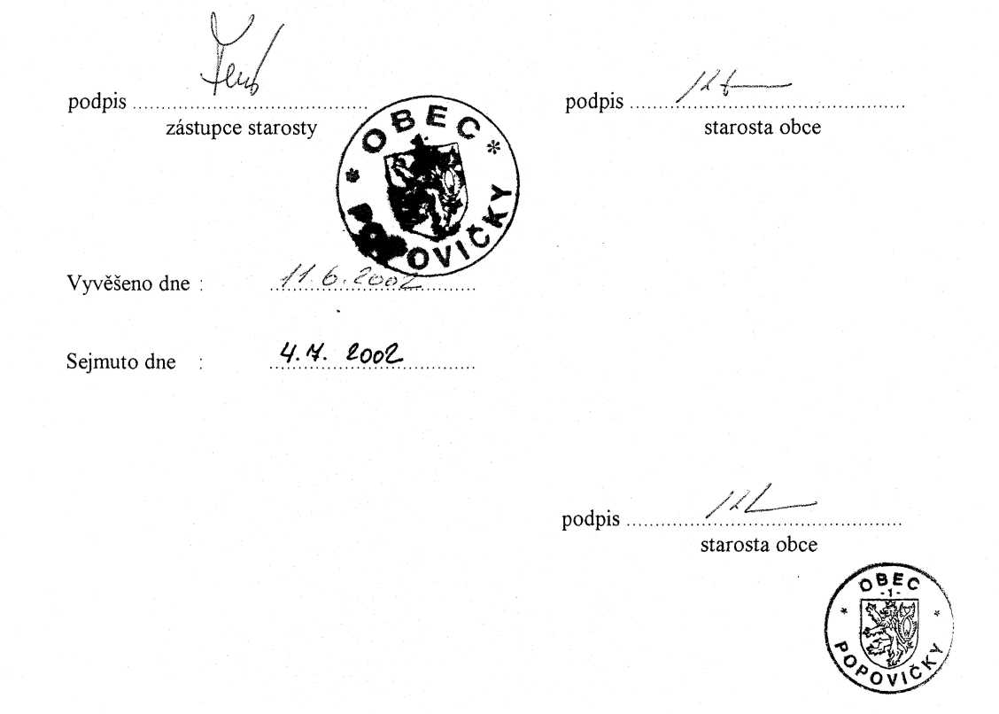 podpis ........................................
zástupce starosty
podpis ................................................
starosta obce
OBEC
* POPOVIČKY *
Vyvěšeno dne : 11.6.2002
Sejmuto dne : 4.7. 2002
podpis ................................................
starosta obce
OBEC
-1-
* POPOVIČKY *